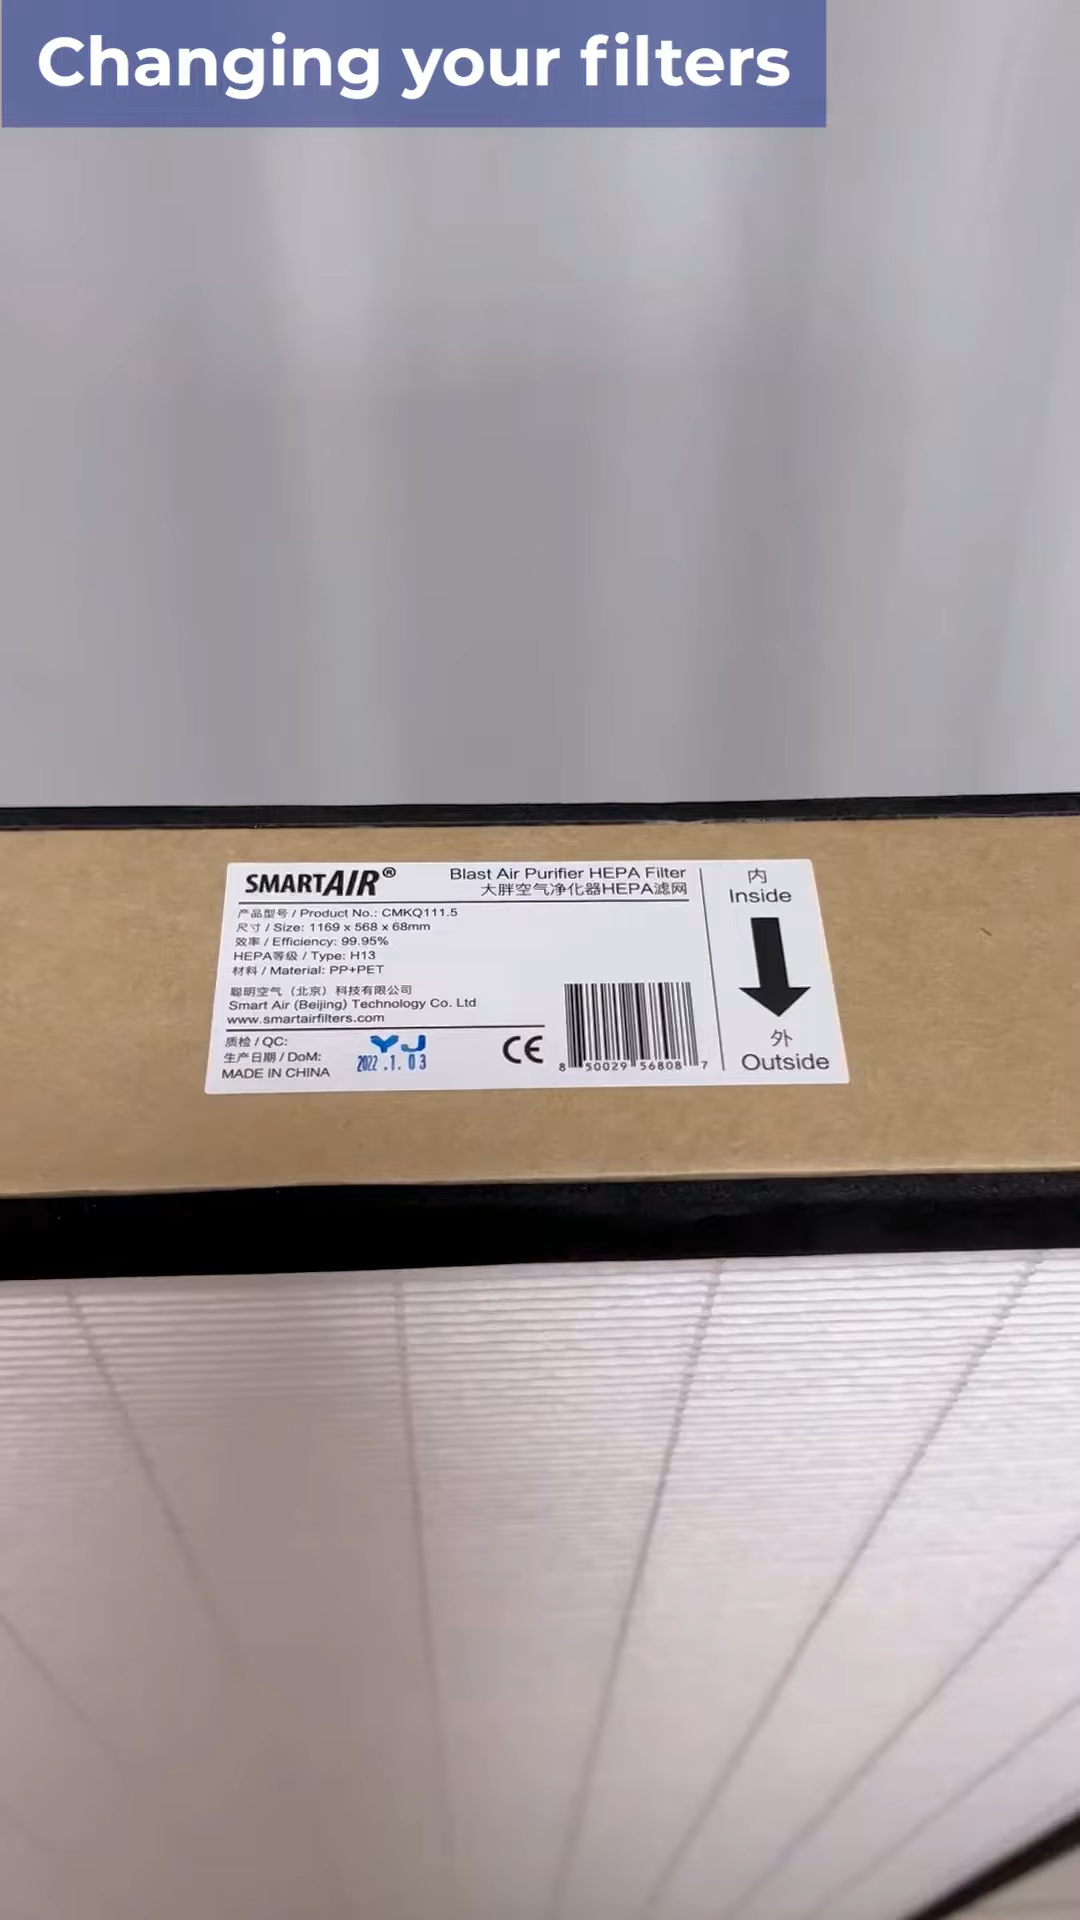 Changing your filters
SMARTAIR®
Blast Air Purifier HEPA Filter
大胖空气净化器HEPA滤网
产品型号 / Product No.: CMKQ111.5
尺寸 / Size: 1169 x 568 x 68mm
效率 / Efficiency: 99.95%
HEPA等级 / Type: H13
材料 / Material: PP+PET
聪明空气（北京）科技有限公司
Smart Air (Beijing) Technology Co. Ltd
www.smartairfilters.com
质检 / QC: YJ
生产日期 / DoM: 2022.1.03
MADE IN CHINA
CE
8 50029 56808 7
内
Inside
外
Outside